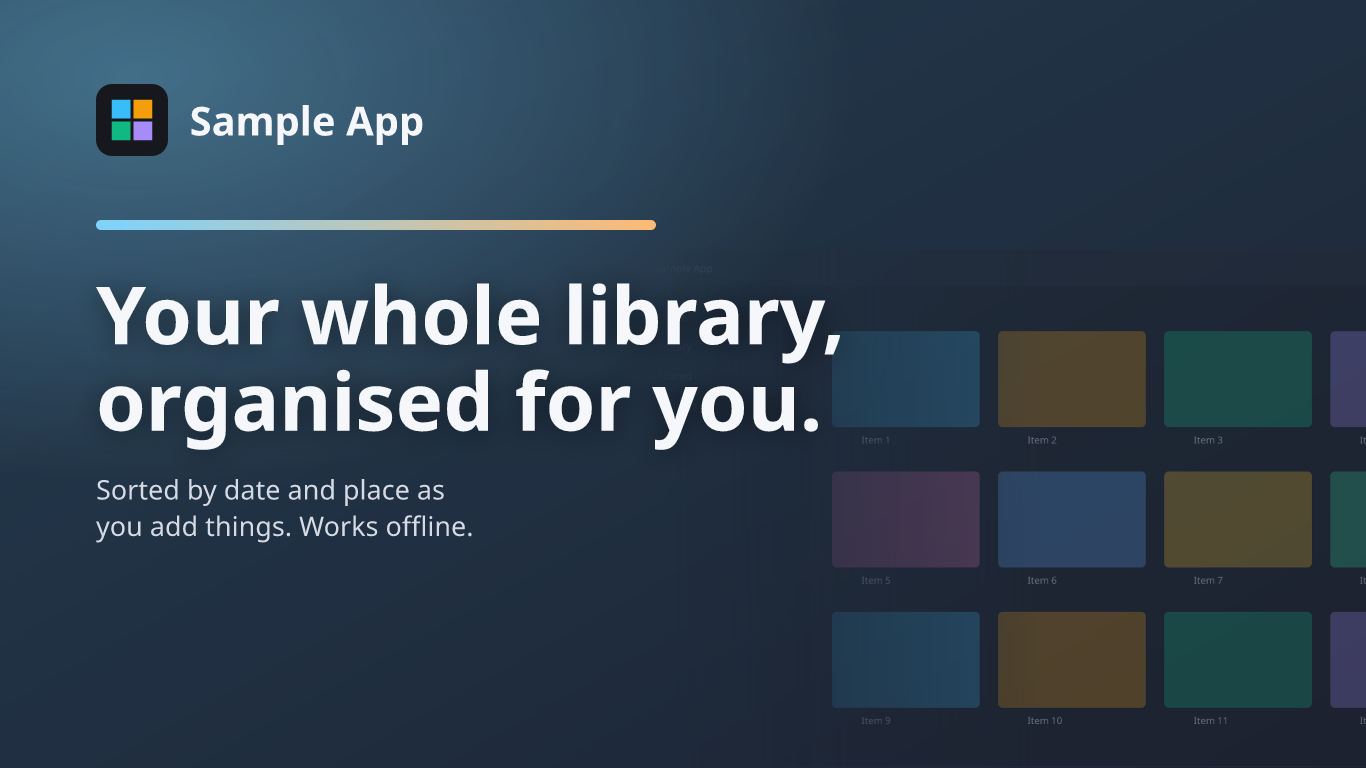 Sample App
Your whole library,
organised for you.
Sorted by date and place as
you add things. Works offline.
Item 1
Item 2
Item 3
Item 5
Item 6
Item 7
Item 9
Item 10
Item 11